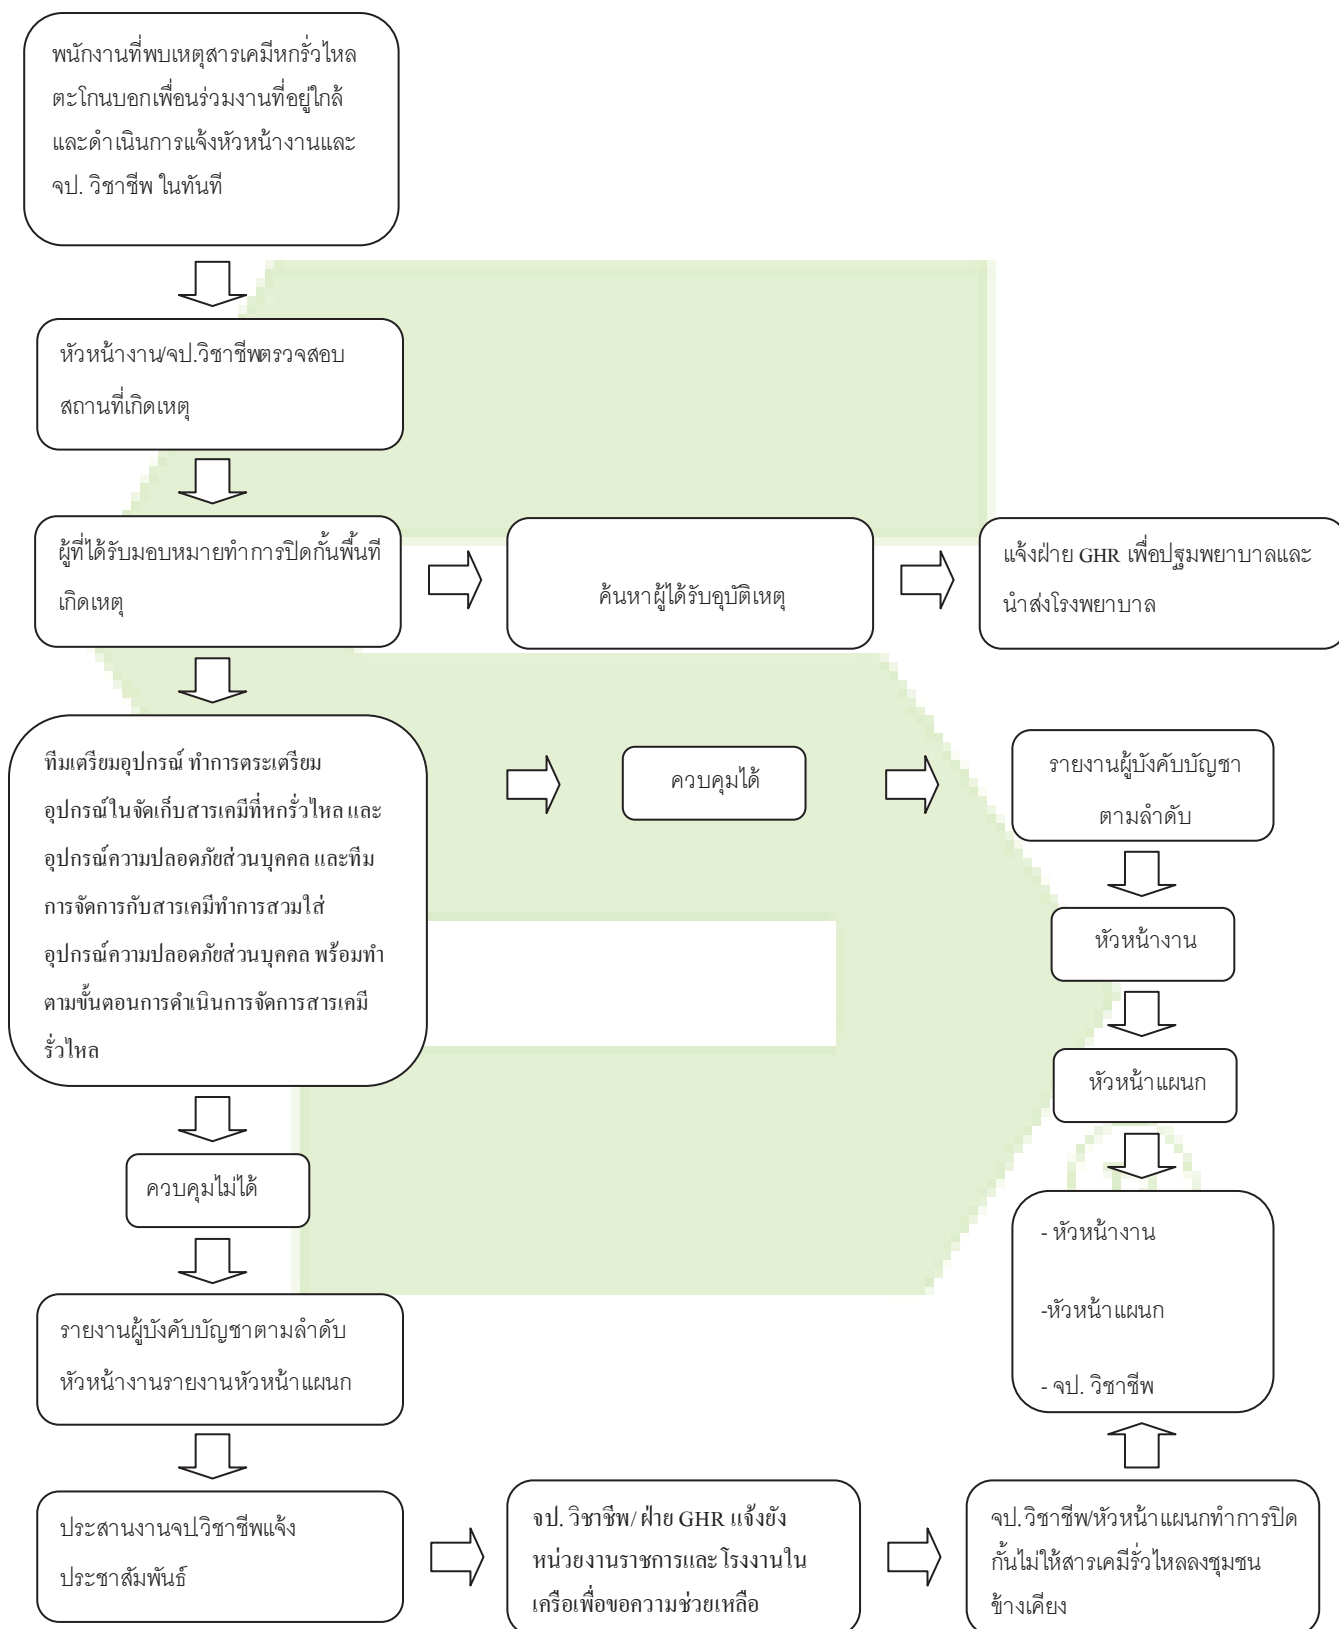 พนักงานที่พบเหตุสารเคมีหกรั่วไหล
ตะโกนบอกเพื่อนร่วมงานที่อยู่ใกล้
และดำเนินการแจ้งหัวหน้างานและ
จป. วิชาชีพ ในทันที
หัวหน้างาน/จป.วิชาชีพตรวจสอบ
สถานที่เกิดเหตุ
ผู้ที่ได้รับมอบหมายทำการปิดกั้นพื้นที่
เกิดเหตุ
ค้นหาผู้ได้รับอุบัติเหตุ
แจ้งฝ่าย GHR เพื่อปฐมพยาบาลและ
นำส่งโรงพยาบาล
ทีมเตรียมอุปกรณ์ ทำการตระเตรียม
อุปกรณ์ในจัดเก็บสารเคมีที่หกรั่วไหล และ
อุปกรณ์ความปลอดภัยส่วนบุคคล และทีม
การจัดการกับสารเคมีทำการสวมใส่
อุปกรณ์ความปลอดภัยส่วนบุคคล พร้อมทำ
ตามขั้นตอนการดำเนินการจัดการสารเคมี
รั่วไหล
ควบคุมได้
รายงานผู้บังคับบัญชา
ตามลำดับ
หัวหน้างาน
หัวหน้าแผนก
ควบคุมไม่ได้
- หัวหน้างาน
-หัวหน้าแผนก
- จป. วิชาชีพ
รายงานผู้บังคับบัญชาตามลำดับ
หัวหน้างานรายงานหัวหน้าแผนก
ประสานงานจป.วิชาชีพแจ้ง
ประชาสัมพันธ์
จป. วิชาชีพ/ ฝ่าย GHR แจ้งยัง
หน่วยงานราชการและโรงงานใน
เครือเพื่อขอความช่วยเหลือ
จป.วิชาชีพ/หัวหน้าแผนกทำการปิด
กั้นไม่ให้สารเคมีรั่วไหลลงชุมชน
ข้างเคียง